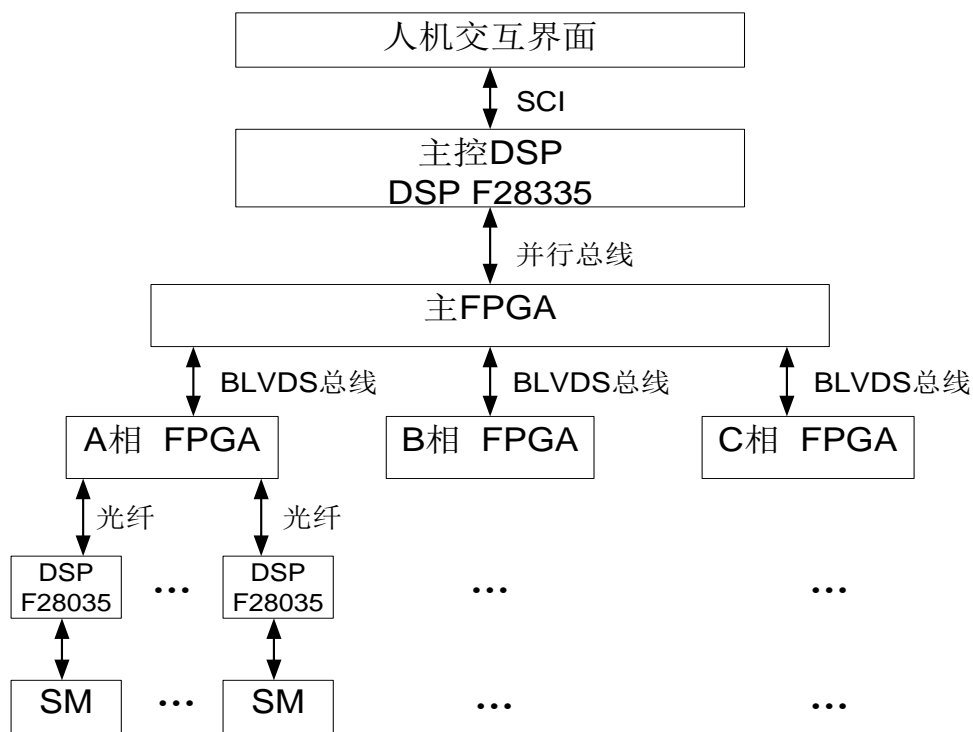 人机交互界面
SCI
主控DSP
DSP F28335
并行总线
主FPGA
BLVDS总线 BLVDS总线 BLVDS总线
A相 FPGA B相 FPGA C相 FPGA
光纤 光纤
DSP ... DSP ... ...
F28035 F28035
SM ... SM ... ...